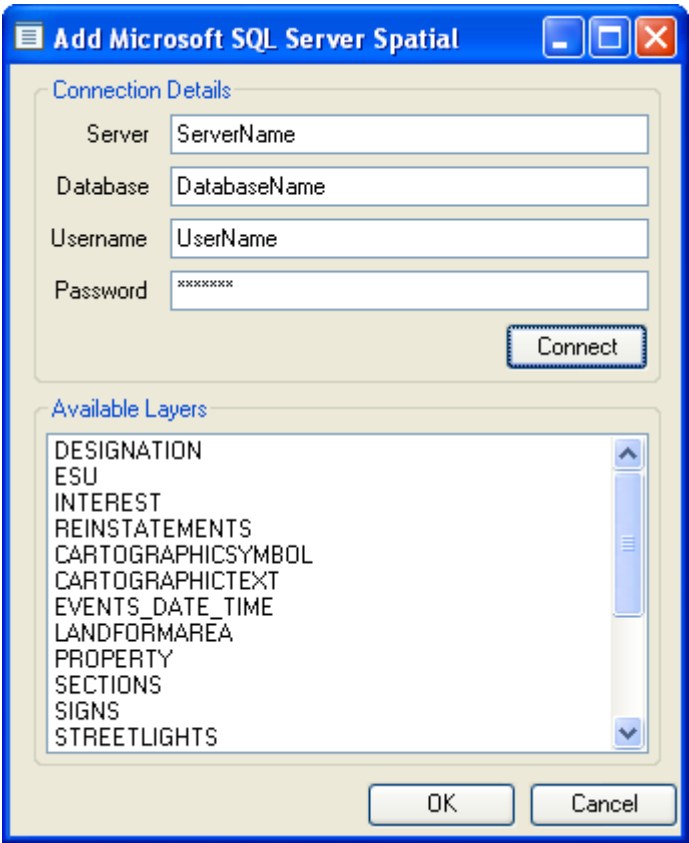 Add Microsoft SQL Server Spatial
Connection Details
Server ServerName
Database DatabaseName
Username UserName
Password *******
Connect
Available Layers
DESIGNATION
ESU
INTEREST
REINSTATEMENTS
CARTOGRAPHICSYMBOL
CARTOGRAPHICTEXT
EVENTS_DATE_TIME
LANDFORMAREA
PROPERTY
SECTIONS
SIGNS
STREETLIGHTS
OK Cancel